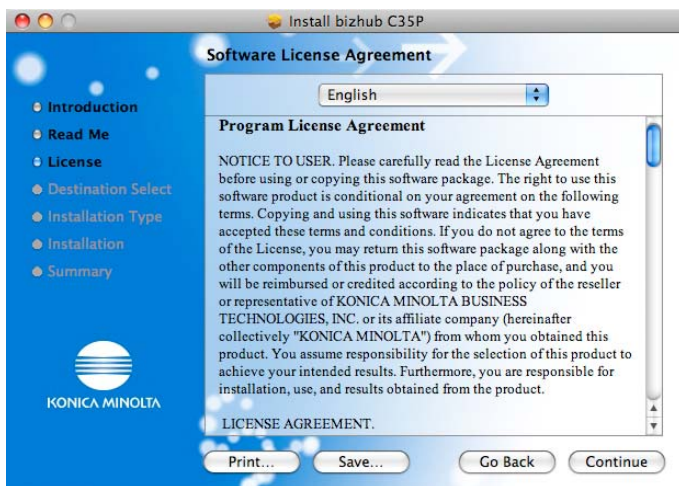 Install bizhub C35P
Software License Agreement
Introduction
Read Me
License
Destination Select
Installation Type
Installation
Summary
KONICA MINOLTA
English
Program License Agreement
NOTICE TO USER. Please carefully read the License Agreement
before using or copying this software package. The right to use this
software product is conditional on your agreement on the following
terms. Copying and using this software indicates that you have
accepted these terms and conditions. If you do not agree to the terms
of the License, you may return this software package along with the
other components of this product to the place of purchase, and you
will be reimbursed or credited according to the policy of the reseller
or representative of KONICA MINOLTA BUSINESS
TECHNOLOGIES, INC. or its affiliate company (hereinafter
collectively "KONICA MINOLTA") from whom you obtained this
product. You assume responsibility for the selection of this product to
achieve your intended results. Furthermore, you are responsible for
installation, use, and results obtained from the product.
LICENSE AGREEMENT.
Print...
Save...
Go Back
Continue